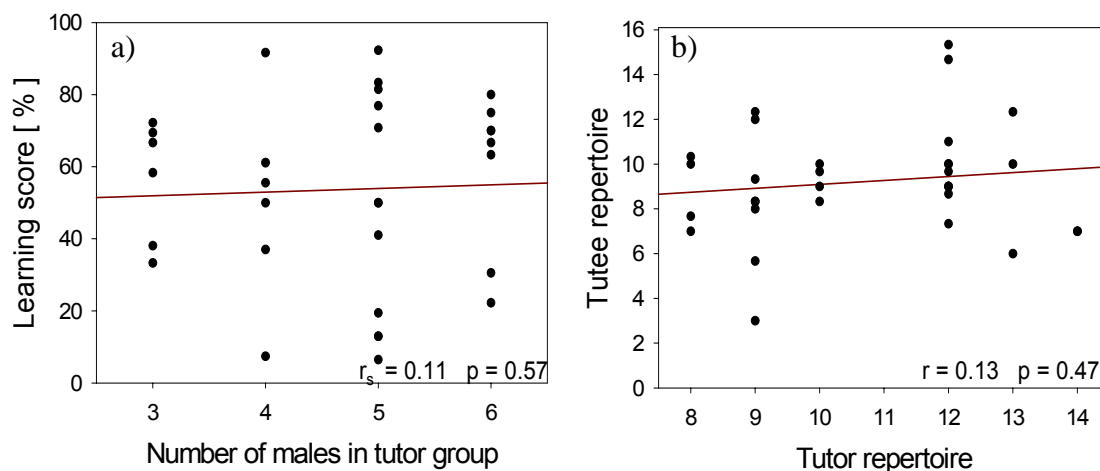 a)
Learning score [ % ]
100
80
60
40
20
0
r_s = 0.11 p = 0.57
3 4 5 6
Number of males in tutor group
b)
Tutee repertoire
16
14
12
10
8
6
4
2
0
r = 0.13 p = 0.47
8 9 10 11 12 13 14
Tutor repertoire